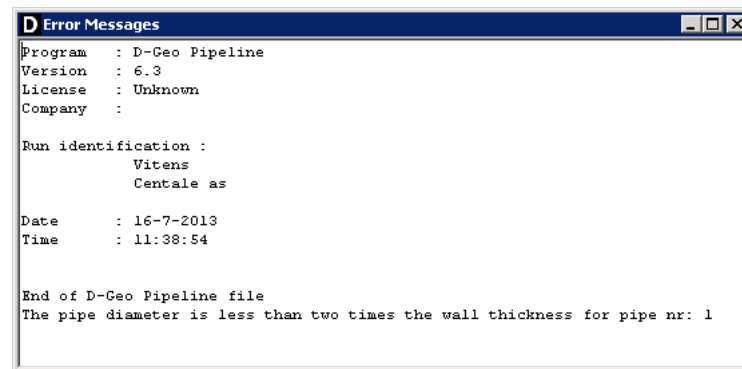 D Error Messages
Program : D-Geo Pipeline
Version : 6.3
License : Unknown
Company :
Run identification :
Vitens
Centale as
Date : 16-7-2013
Time : 11:38:54
End of D-Geo Pipeline file
The pipe diameter is less than two times the wall thickness for pipe nr: 1